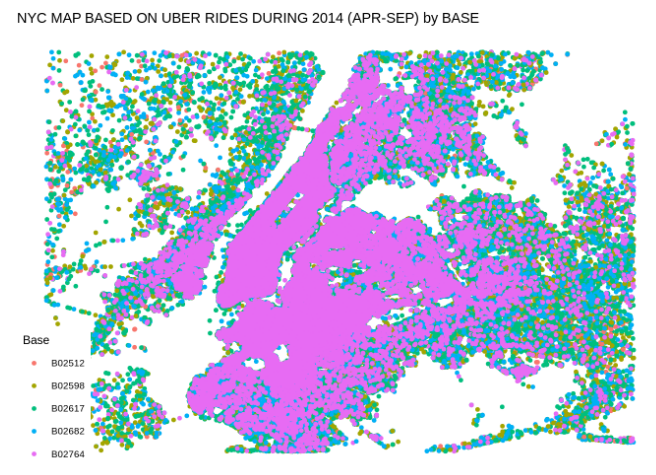 NYC MAP BASED ON UBER RIDES DURING 2014 (APR-SEP) by BASE
Base
B02512
B02598
B02617
B02682
B02764